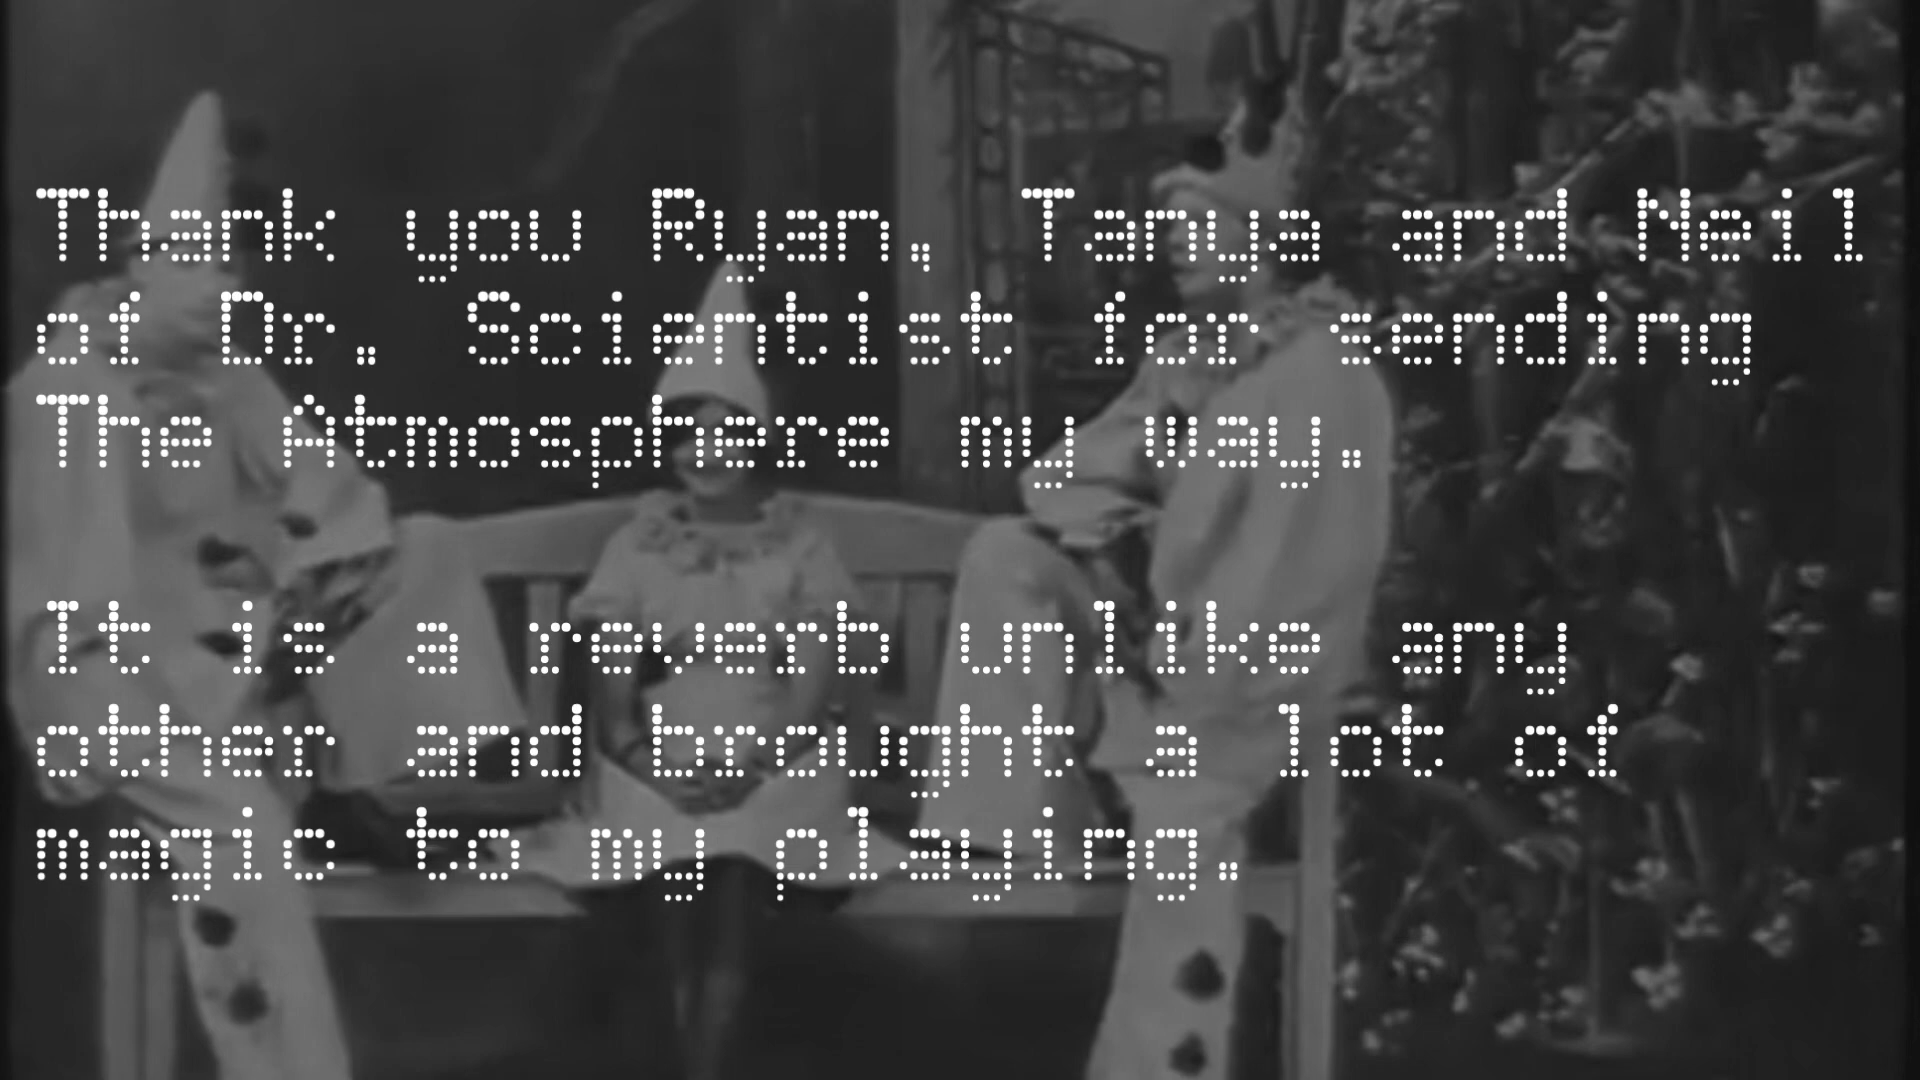 Thank you Ryan, Tanya and Neil
of Dr. Scientist for sending
The Atmosphere my way.
It is a reverb unlike any
other and brought a lot of
magic to my playing.